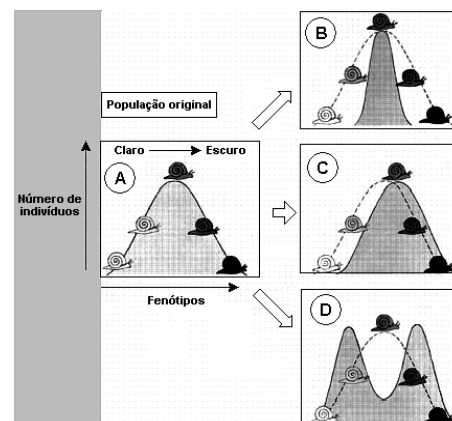 B
População original
Claro
Escuro
A
C
Número de
indivíduos
Fenótipos
D